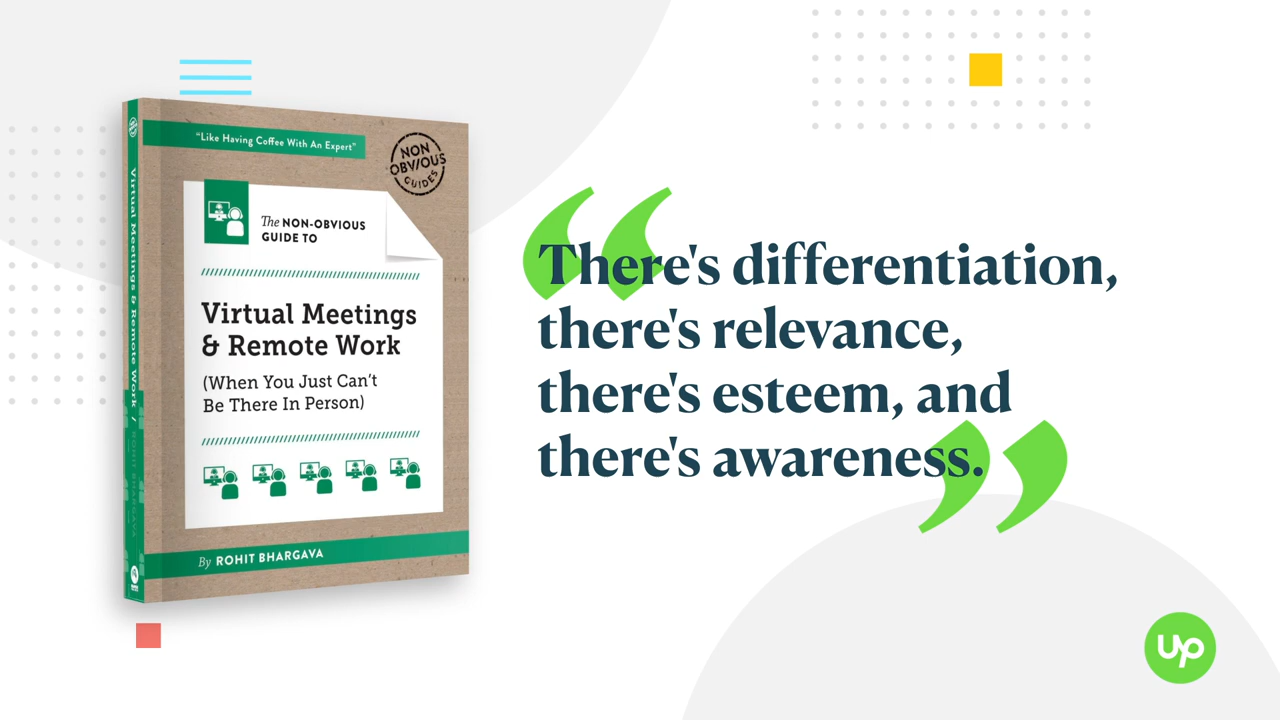 “Like Having Coffee With An Expert”
NON
OBVIOUS
GUIDES
The NON-OBVIOUS
GUIDE TO
Virtual Meetings
& Remote Work
(When You Just Can’t
Be There In Person)
By ROHIT BHARGAVA
Virtual Meetings & Remote Work / ROHIT BHARGAVA
“There's differentiation,
there's relevance,
there's esteem, and
there's awareness.”
Up